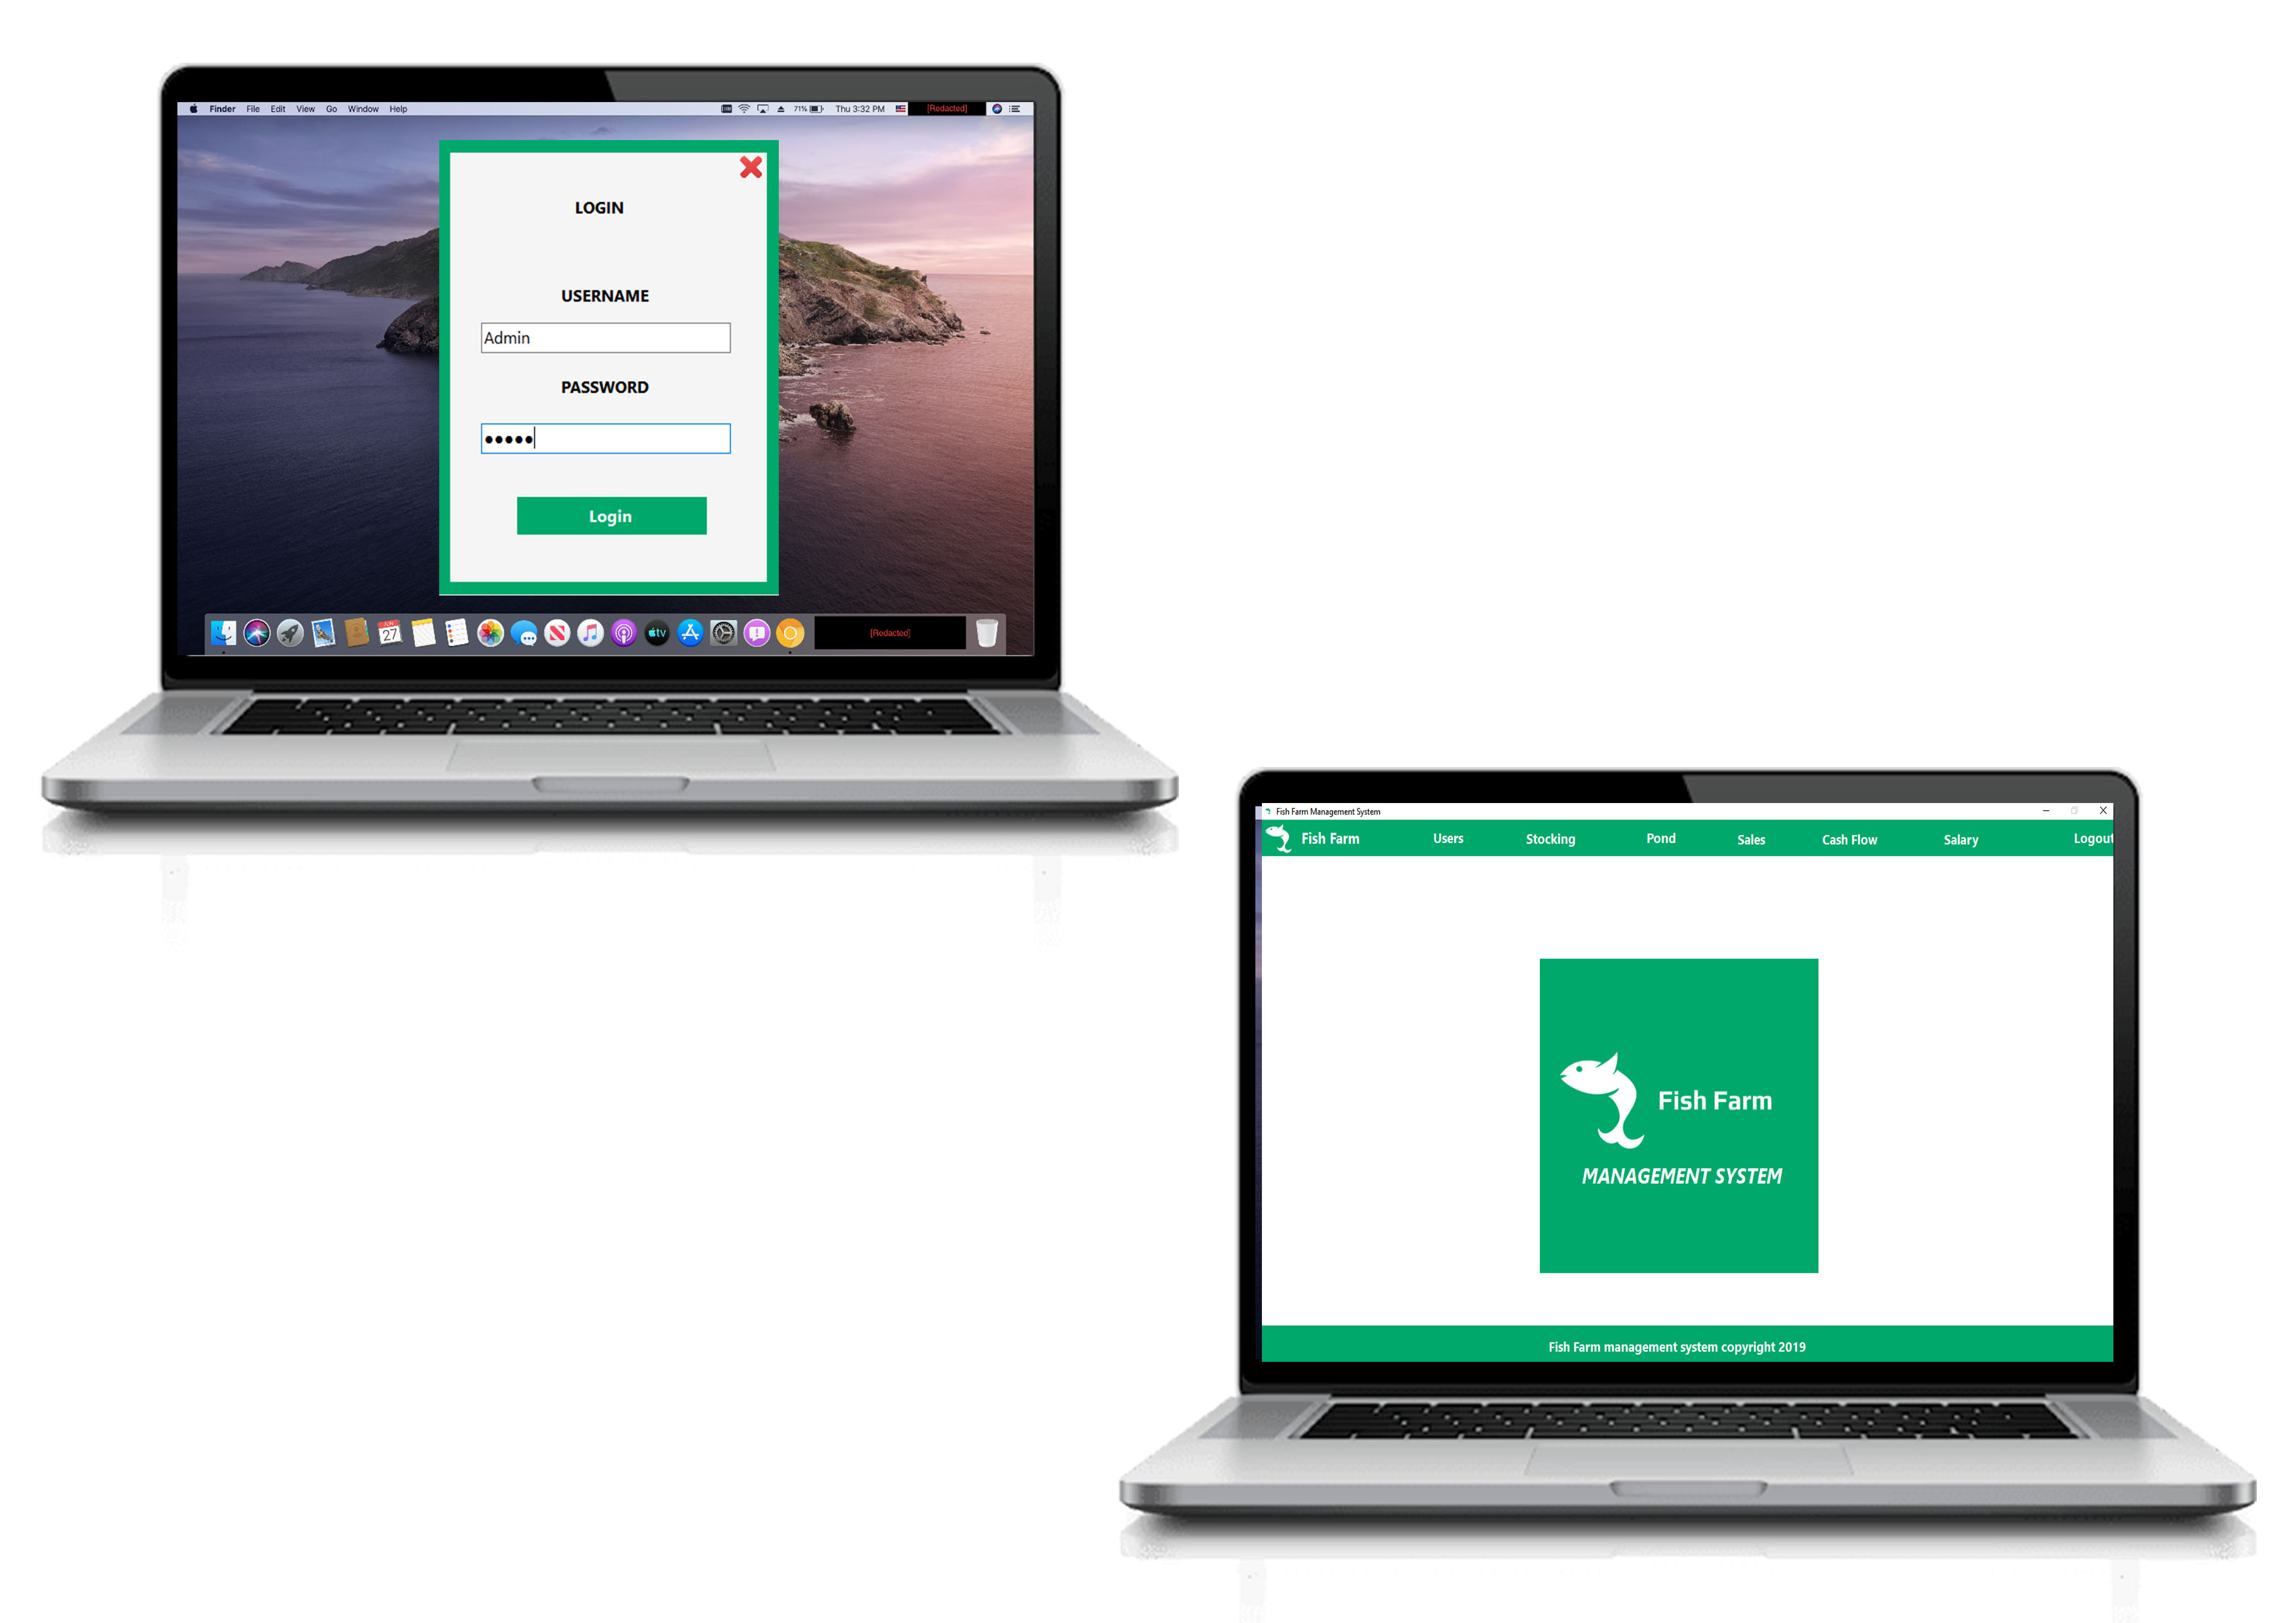 Finder File Edit View Go Window Help 71% Thu 3:32 PM [Redacted]
LOGIN
USERNAME
Admin
PASSWORD
Login
JUN
27
tv
[Redacted]
Fish Farm Management System
Fish Farm Users Stocking Pond Sales Cash Flow Salary Logout
Fish Farm
MANAGEMENT SYSTEM
Fish Farm management system copyright 2019